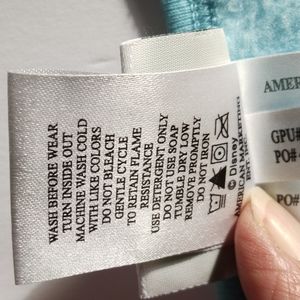 WASH BEFORE WEAR
TURN INSIDE OUT
MACHINE WASH COLD
WITH LIKE COLORS
DO NOT BLEACH
GENTLE CYCLE
TO RETAIN FLAME
RESISTANCE
USE DETERGENT ONLY
DO NOT USE SOAP
TUMBLE DRY LOW
REMOVE PROMPTLY
DO NOT IRON
© Disney
AMERICAN MARKETING
AMER
GPU#
PO#
PO#